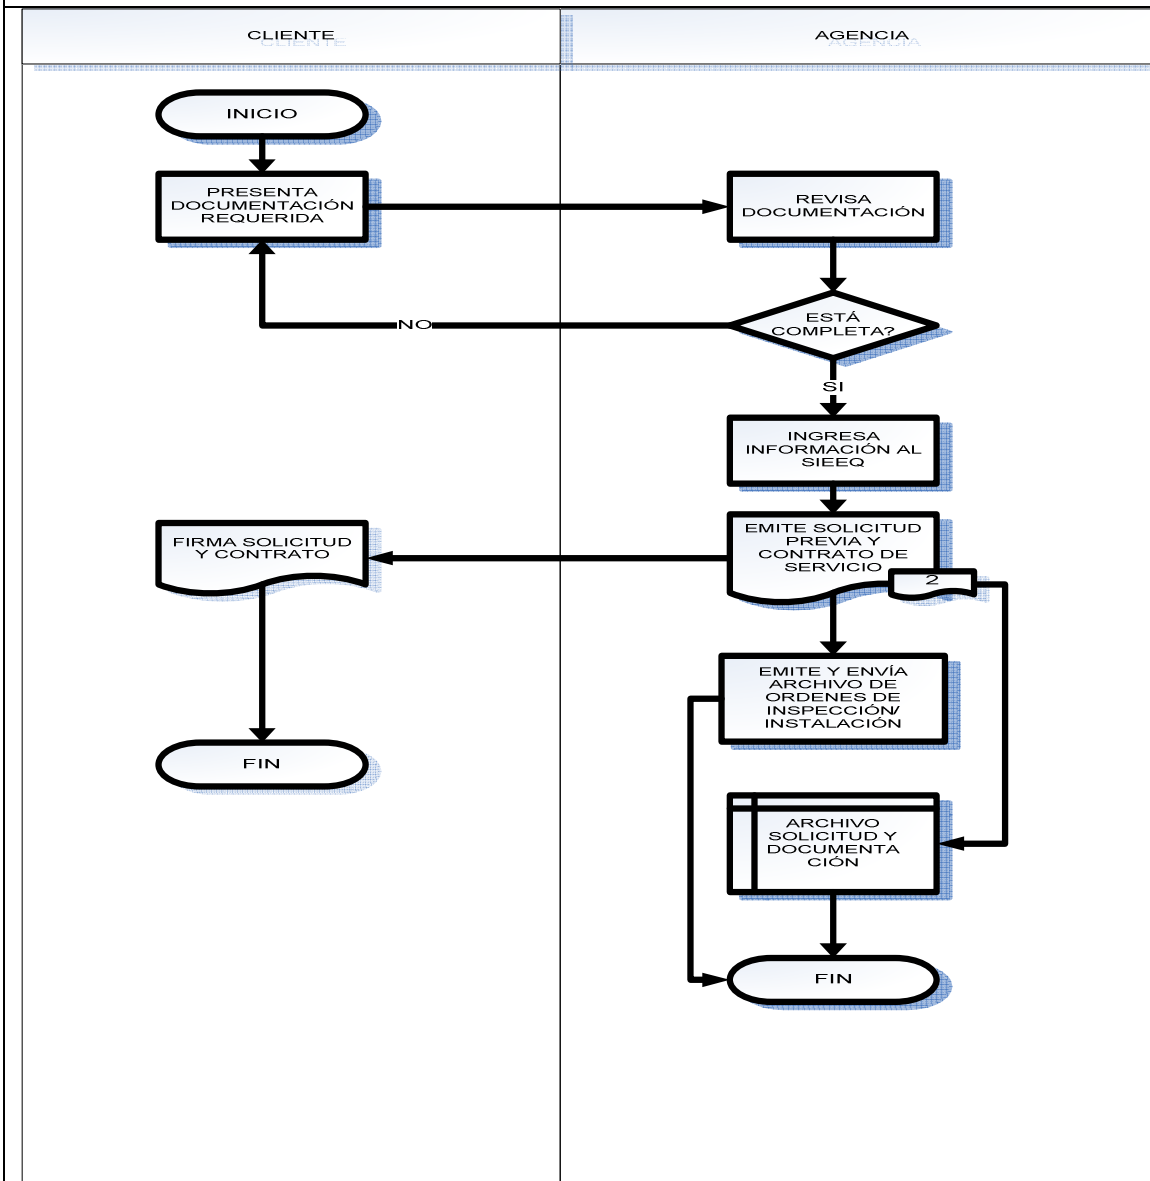 CLIENTE
AGENCIA
INICIO
PRESENTA
DOCUMENTACIÓN
REQUERIDA
REVISA
DOCUMENTACIÓN
ESTÁ
COMPLETA?
NO
SI
INGRESA
INFORMACIÓN AL
SIEEQ
EMITE SOLICITUD
PREVIA Y
CONTRATO DE
SERVICIO
2
FIRMA SOLICITUD
Y CONTRATO
EMITE Y ENVÍA
ARCHIVO DE
ORDENES DE
INSPECCIÓN/
INSTALACIÓN
FIN
ARCHIVO
SOLICITUD Y
DOCUMENTA
CIÓN
FIN